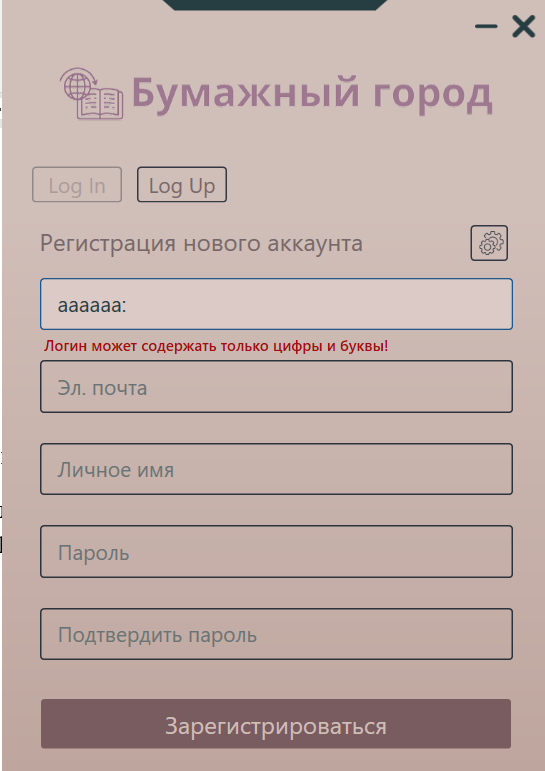 Бумажный город
Log In
Log Up
Регистрация нового аккаунта
аааааа:
Логин может содержать только цифры и буквы!
Эл. почта
Личное имя
Пароль
Подтвердить пароль
Зарегистрироваться